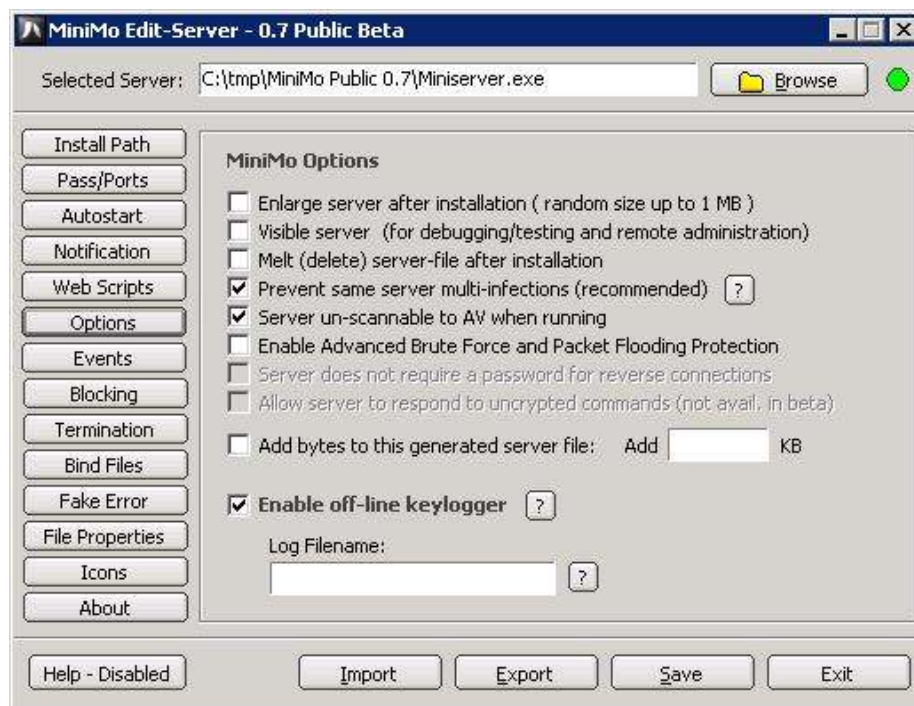 MiniMo Edit-Server - 0.7 Public Beta
Selected Server: C:\tmp\MiniMo Public 0.7\Miniserver.exe Browse
Install Path
Pass/Ports
Autostart
Notification
Web Scripts
Options
Events
Blocking
Termination
Bind Files
Fake Error
File Properties
Icons
About
MiniMo Options
Enlarge server after installation ( random size up to 1 MB )
Visible server (for debugging/testing and remote administration)
Melt (delete) server-file after installation
Prevent same server multi-infections (recommended) ?
Server un-scannable to AV when running
Enable Advanced Brute Force and Packet Flooding Protection
Server does not require a password for reverse connections
Allow server to respond to uncrypted commands (not avail. in beta)
Add bytes to this generated server file: Add KB
Enable off-line keylogger ?
Log Filename:
?
Help - Disabled Import Export Save Exit